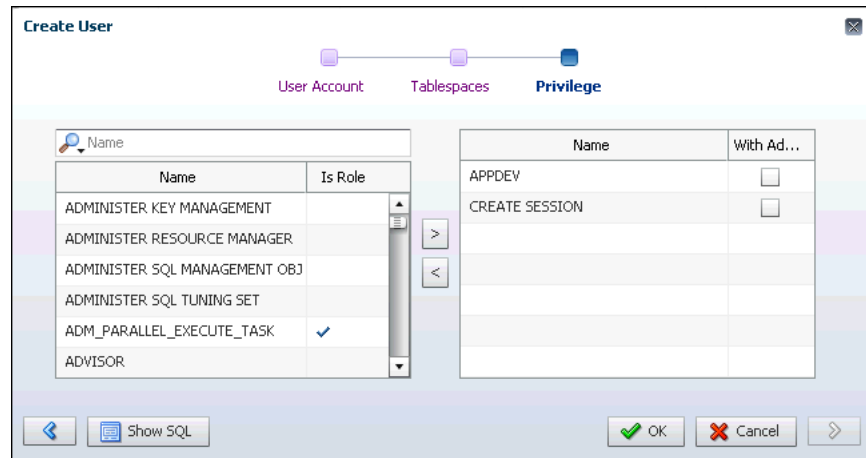 Create User
User Account
Tablespaces
Privilege
Name
Name
Is Role
ADMINISTER KEY MANAGEMENT
ADMINISTER RESOURCE MANAGER
ADMINISTER SQL MANAGEMENT OBJ
ADMINISTER SQL TUNING SET
ADM_PARALLEL_EXECUTE_TASK
ADVISOR
>
<
Name
With Ad...
APPDEV
CREATE SESSION
Show SQL
OK
Cancel